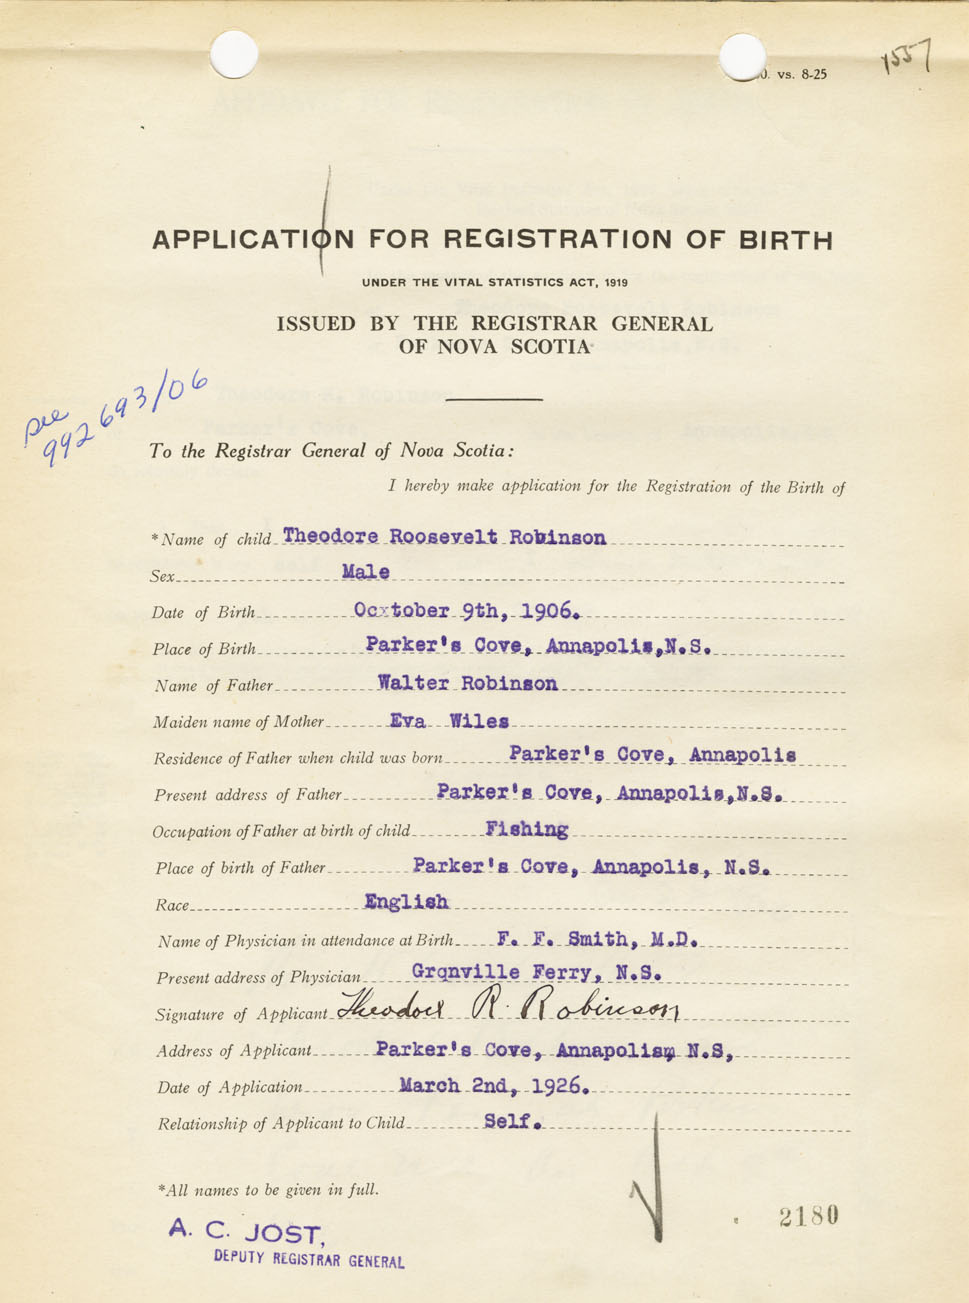 1557
0. vs. 8-25
APPLICATION FOR REGISTRATION OF BIRTH
UNDER THE VITAL STATISTICS ACT, 1919
ISSUED BY THE REGISTRAR GENERAL
OF NOVA SCOTIA
see
992693/06
To the Registrar General of Nova Scotia:
I hereby make application for the Registration of the Birth of
*Name of child Theodore Roosevelt Robinson
Sex Male
Date of Birth Ocxtober 9th, 1906.
Place of Birth Parker's Cove, Annapolis,N.S.
Name of Father Walter Robinson
Maiden name of Mother Eva Wiles
Residence of Father when child was born Parker's Cove, Annapolis
Present address of Father Parker's Cove, Annapolis,N.S.
Occupation of Father at birth of child Fishing
Place of birth of Father Parker's Cove, Annapolis, N.S.
Race English
Name of Physician in attendance at Birth F. F. Smith, M.D.
Present address of Physician Granville Ferry, N.S.
Signature of Applicant Theodore R. Robinson
Address of Applicant Parker's Cove, Annapolis, N.S,
Date of Application March 2nd, 1926.
Relationship of Applicant to Child Self.
*All names to be given in full.
2180
A. C. JOST,
DEPUTY REGISTRAR GENERAL